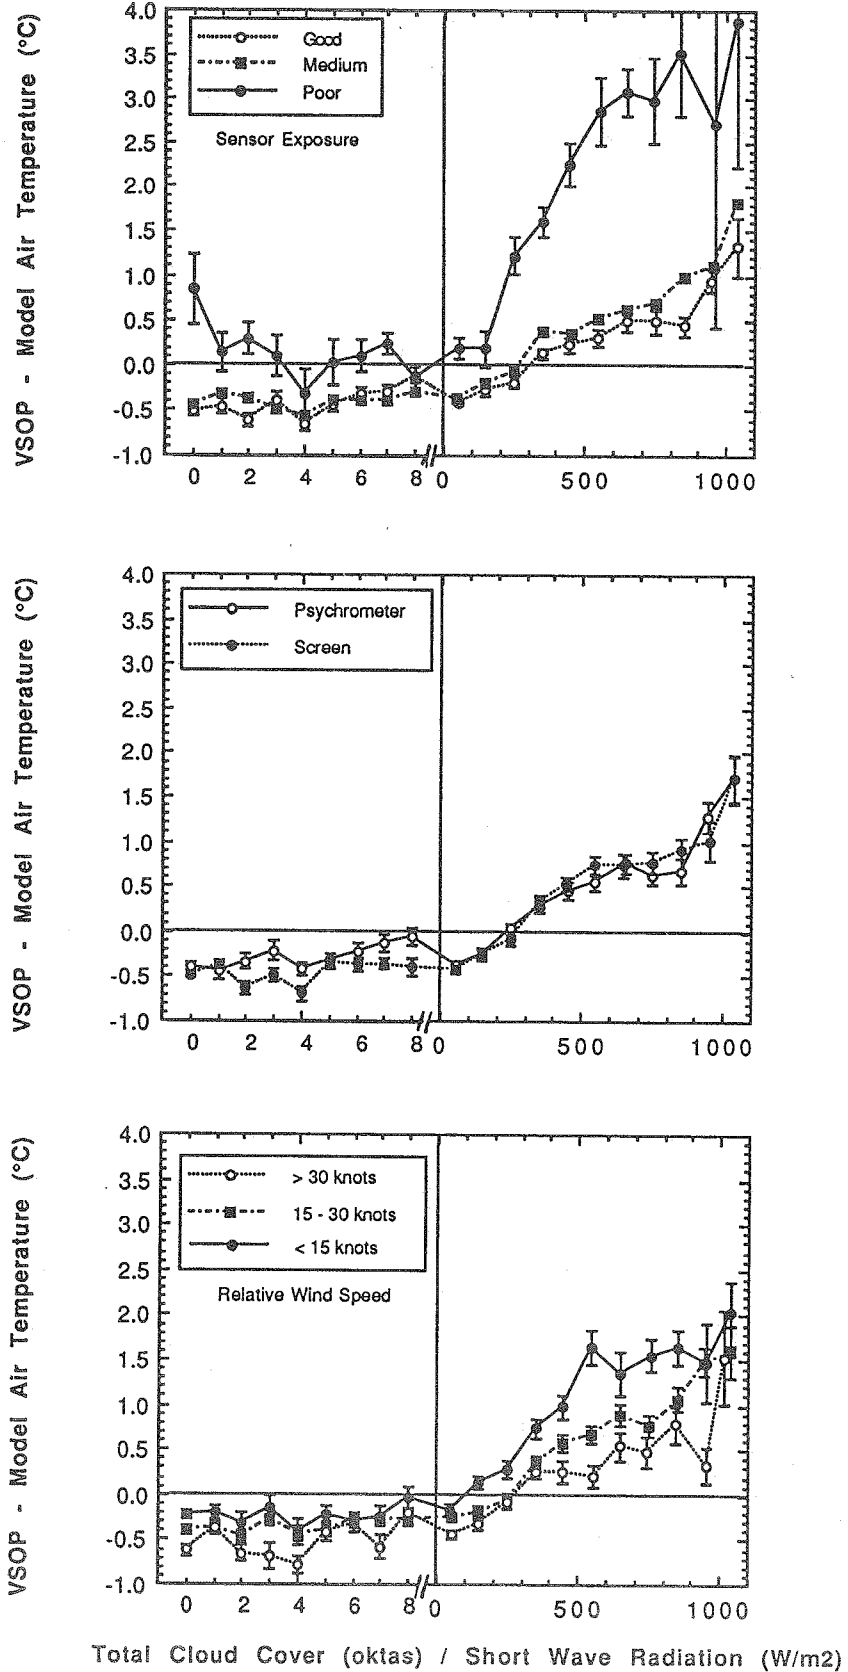 VSOP - Model Air Temperature (°C)
4.0
3.5
3.0
2.5
2.0
1.5
1.0
0.5
0.0
-0.5
-1.0
Good
Medium
Poor
Sensor Exposure
0 2 4 6 8 0 500 1000
VSOP - Model Air Temperature (°C)
4.0
3.5
3.0
2.5
2.0
1.5
1.0
0.5
0.0
-0.5
-1.0
Psychrometer
Screen
0 2 4 6 8 0 500 1000
VSOP - Model Air Temperature (°C)
4.0
3.5
3.0
2.5
2.0
1.5
1.0
0.5
0.0
-0.5
-1.0
> 30 knots
15 - 30 knots
< 15 knots
Relative Wind Speed
0 2 4 6 8 0 500 1000
Total Cloud Cover (oktas) / Short Wave Radiation (W/m2)